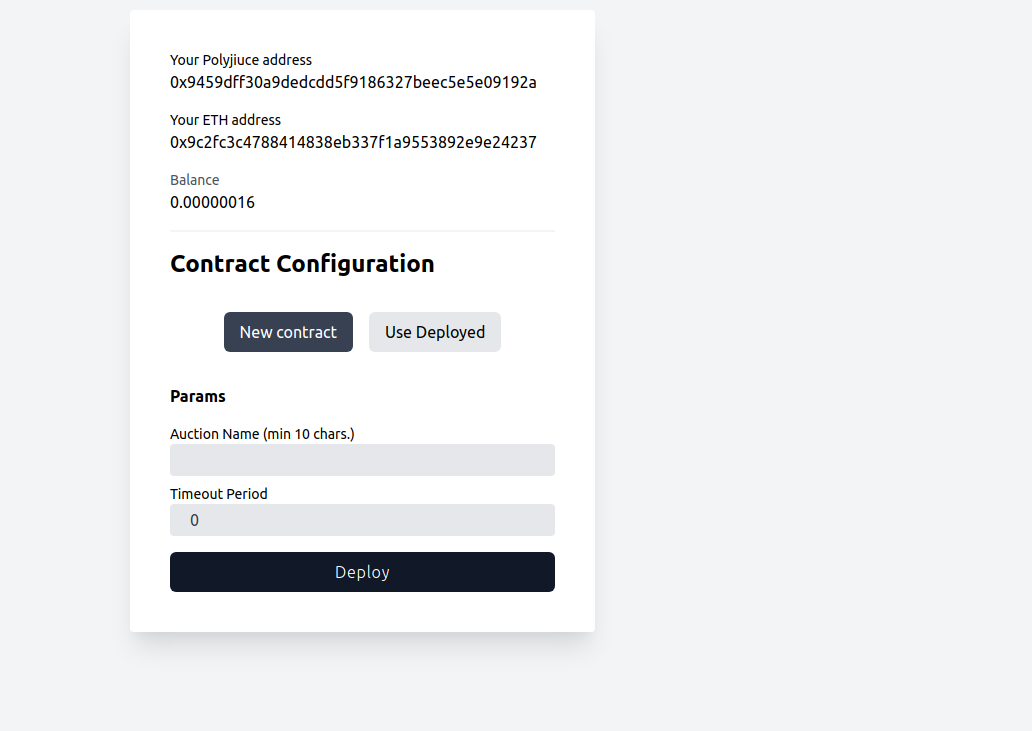 Your Polyjiuce address
0x9459dff30a9dedcdd5f9186327beec5e5e09192a
Your ETH address
0x9c2fc3c4788414838eb337f1a9553892e9e24237
Balance
0.00000016
Contract Configuration
New contract
Use Deployed
Params
Auction Name (min 10 chars.)
Timeout Period
0
Deploy